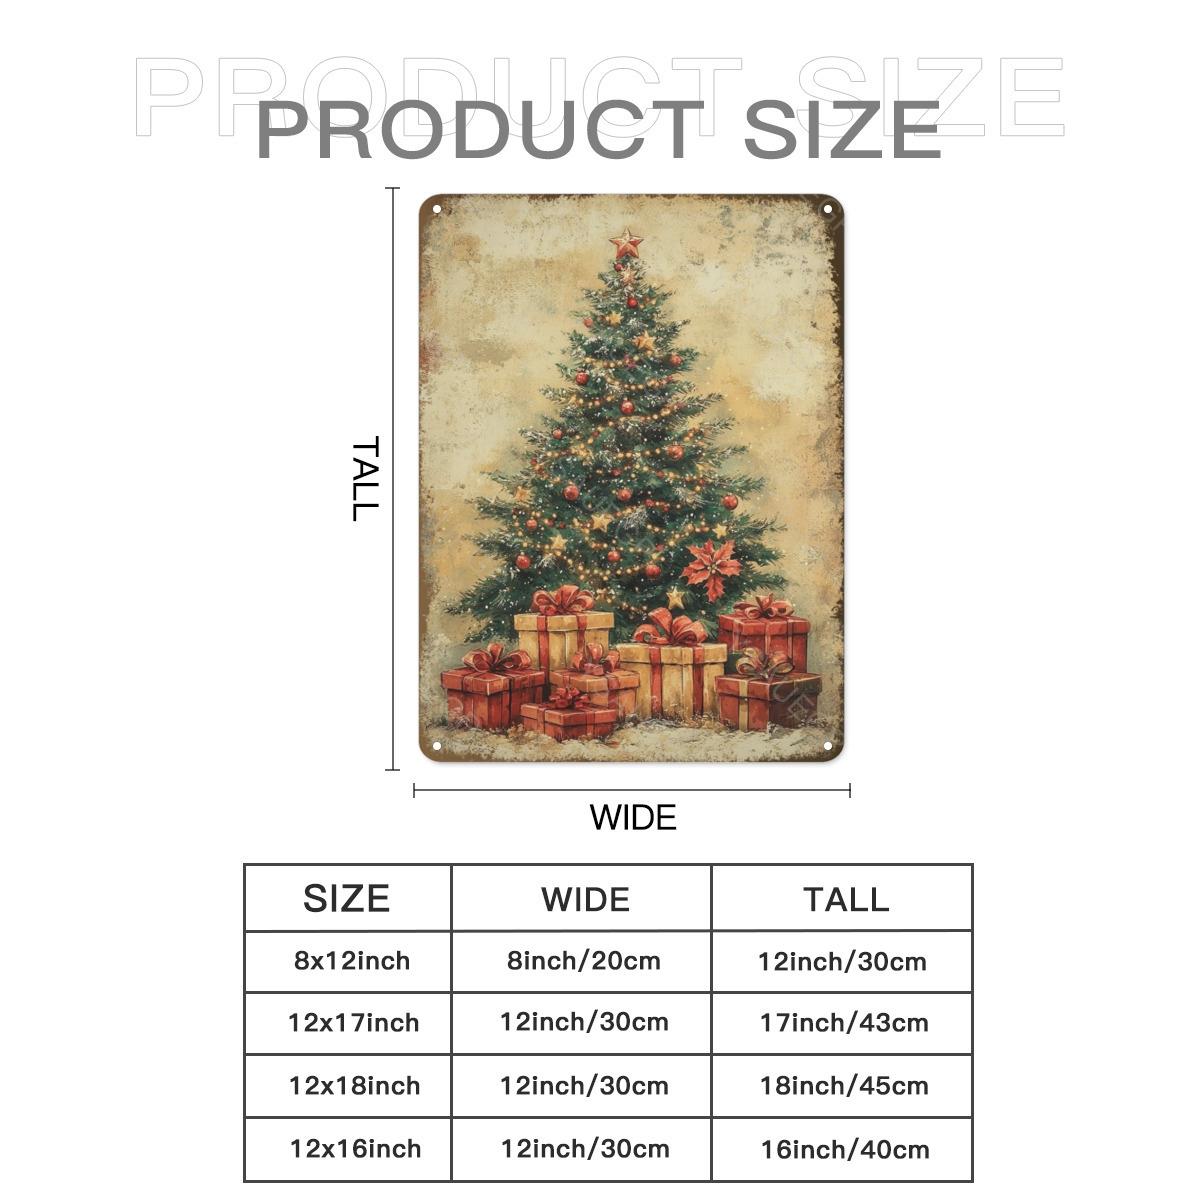 PRODUCT SIZE
PRODUCT SIZE
TALL
WIDE
SIZE WIDE TALL
8x12inch 8inch/20cm 12inch/30cm
12x17inch 12inch/30cm 17inch/43cm
12x18inch 12inch/30cm 18inch/45cm
12x16inch 12inch/30cm 16inch/40cm